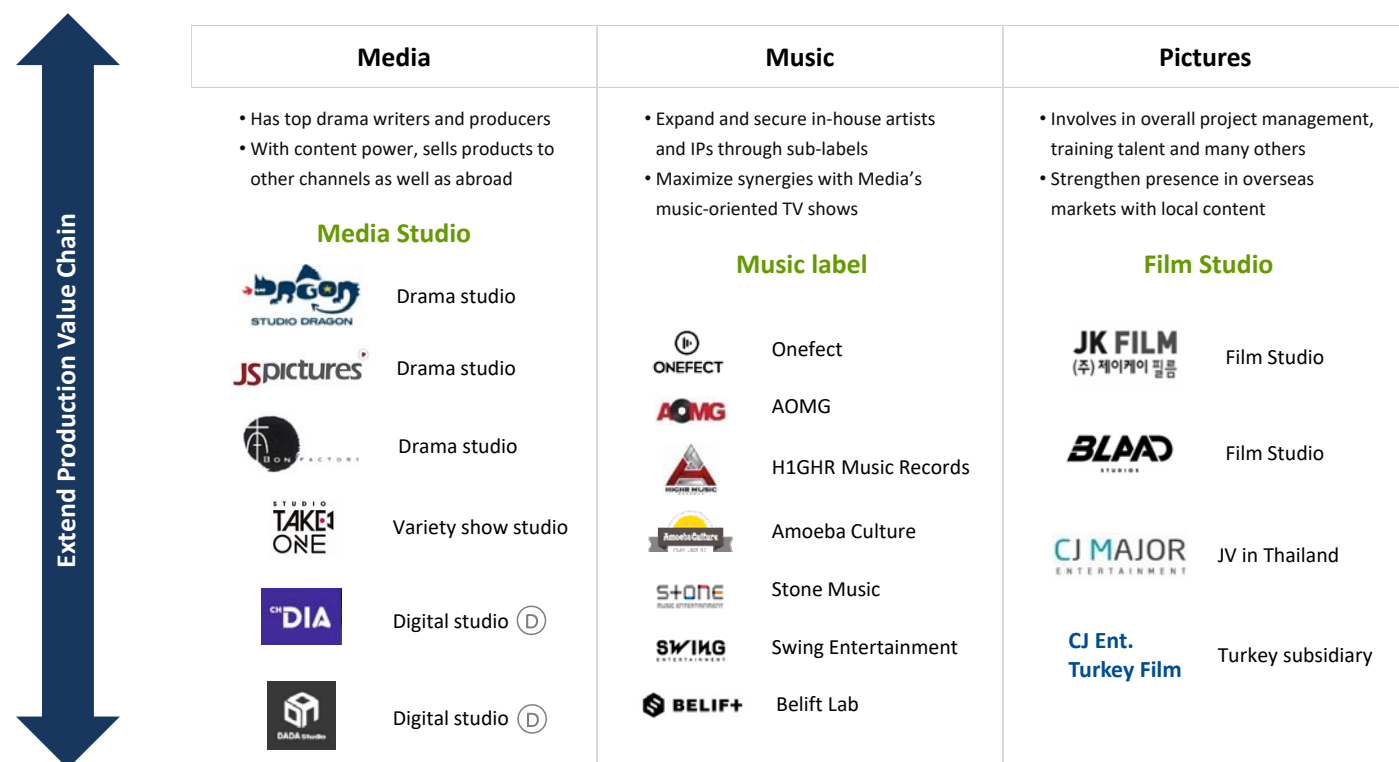 Extend Production Value Chain
Media
• Has top drama writers and producers
• With content power, sells products to
other channels as well as abroad
Media Studio
DRAGON
STUDIO DRAGON
Drama studio
JSpictures
Drama studio
BON FACTORY
Drama studio
STUDIO
TAKE1
ONE
Variety show studio
CH DIA
Digital studio D
DADA Studio
Digital studio D
Music
• Expand and secure in-house artists
and IPs through sub-labels
• Maximize synergies with Media's
music-oriented TV shows
Music label
ONEFECT
Onefect
AOMG
AOMG
H1GHR MUSIC
H1GHR Music Records
Amoeba Culture
Amoeba Culture
STONE
MUSIC ENTERTAINMENT
Stone Music
SWING
ENTERTAINMENT
Swing Entertainment
BELIF+
Belift Lab
Pictures
• Involves in overall project management,
training talent and many others
• Strengthen presence in overseas
markets with local content
Film Studio
JK FILM
(주) 제이케이 필름
Film Studio
BLAAD
STUDIOS
Film Studio
CJ MAJOR
ENTERTAINMENT
JV in Thailand
CJ Ent.
Turkey Film
Turkey subsidiary